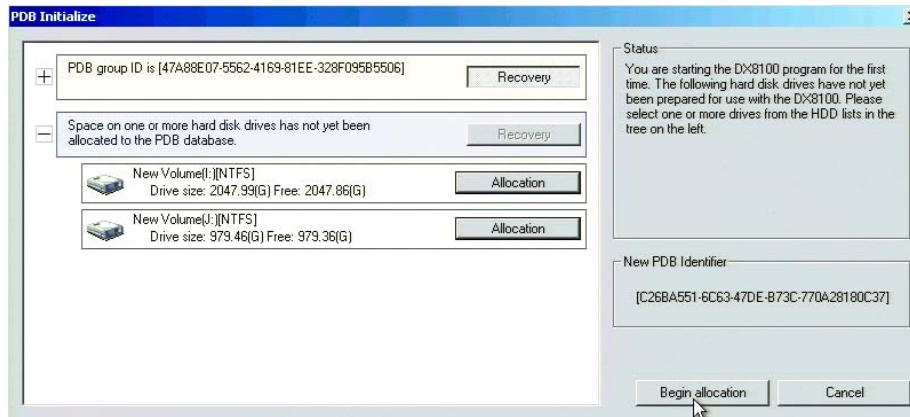 PDB Initialize
PDB group ID is [47A88E07-5562-4169-81EE-328F095B5506]
Recovery
Space on one or more hard disk drives has not yet been
allocated to the PDB database.
Recovery
New Volume(I:)[NTFS]
Drive size: 2047.99(G) Free: 2047.86(G)
Allocation
New Volume(J:)[NTFS]
Drive size: 979.46(G) Free: 979.36(G)
Allocation
Status
You are starting the DX8100 program for the first
time. The following hard disk drives have not yet
been prepared for use with the DX8100. Please
select one or more drives from the HDD lists in the
tree on the left.
New PDB Identifier
[C26BA551-6C63-47DE-B73C-770A28180C37]
Begin allocation
Cancel